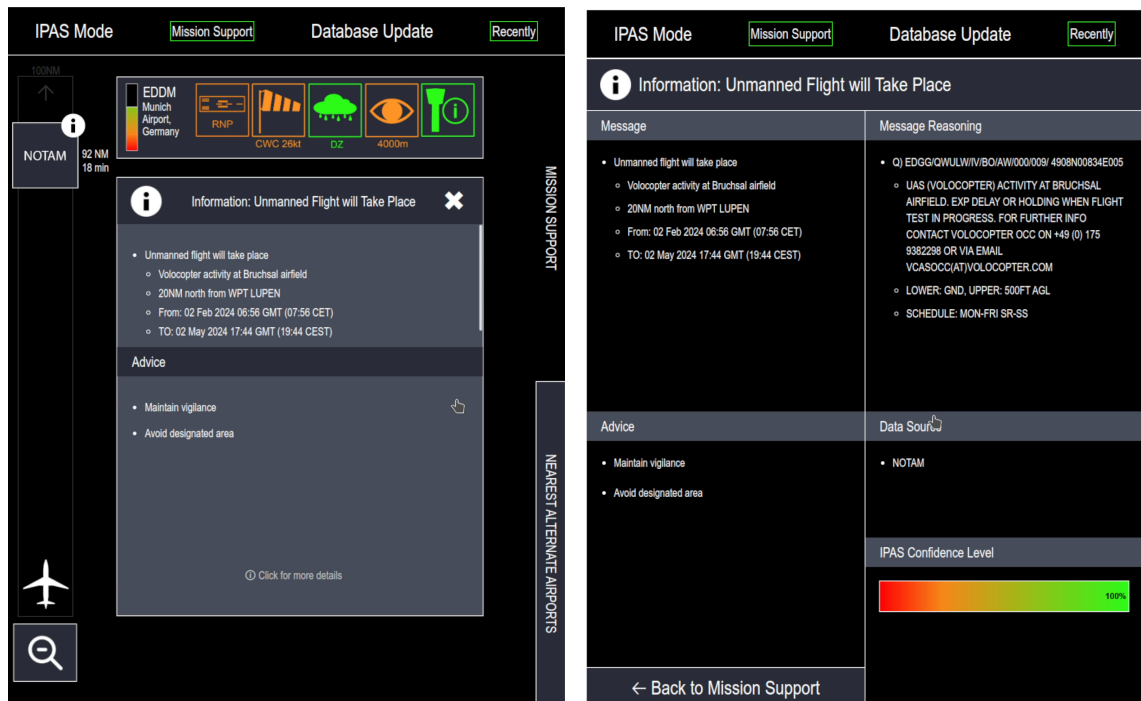 IPAS Mode Mission Support Database Update Recently
100NM
NOTAM
92 NM
18 min
EDDM
Munich
Airport,
Germany
RNP
CWC 26kt
DZ
4000m
Information: Unmanned Flight will Take Place
• Unmanned flight will take place
Volocopter activity at Bruchsal airfield
20NM north from WPT LUPEN
From: 02 Feb 2024 06:56 GMT (07:56 CET)
TO: 02 May 2024 17:44 GMT (19:44 CEST)
Advice
• Maintain vigilance
• Avoid designated area
Click for more details
MISSION SUPPORT
NEAREST ALTERNATE AIRPORTS
IPAS Mode Mission Support Database Update Recently
Information: Unmanned Flight will Take Place
Message
• Unmanned flight will take place
Volocopter activity at Bruchsal airfield
20NM north from WPT LUPEN
From: 02 Feb 2024 06:56 GMT (07:56 CET)
TO: 02 May 2024 17:44 GMT (19:44 CEST)
Message Reasoning
• Q) EDGG/QWULW/IV/BO/AW/000/009/ 4908N00834E005
UAS (VOLOCOPTER) ACTIVITY AT BRUCHSAL
AIRFIELD. EXP DELAY OR HOLDING WHEN FLIGHT
TEST IN PROGRESS. FOR FURTHER INFO
CONTACT VOLOCOPTER OCC ON +49 (0) 175
9382298 OR VIA EMAIL
VCASOCC(AT)VOLOCOPTER.COM
LOWER: GND, UPPER: 500FT AGL
SCHEDULE: MON-FRI SR-SS
Advice
• Maintain vigilance
• Avoid designated area
Data Source
• NOTAM
IPAS Confidence Level
100%
← Back to Mission Support